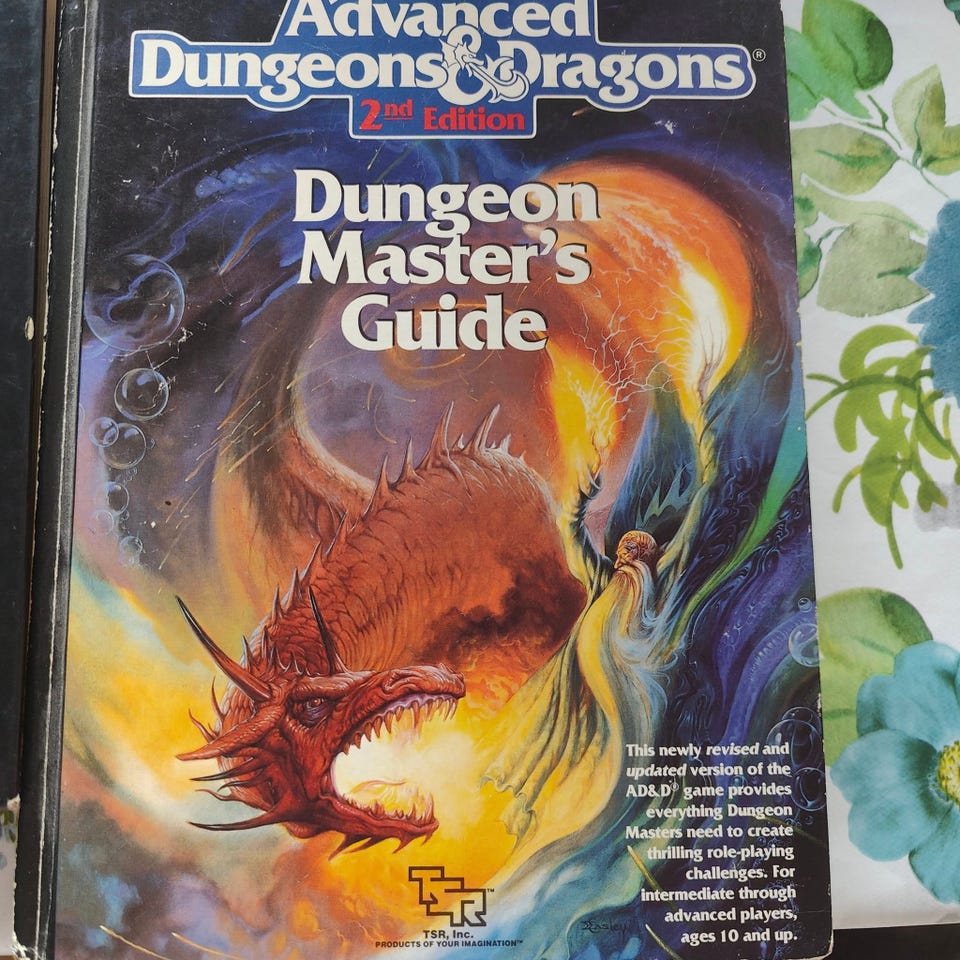 Advanced
Dungeons & Dragons®
2nd Edition
Dungeon
Master's
Guide
This newly revised and
updated version of the
AD&D® game provides
everything Dungeon
Masters need to create
thrilling role-playing
challenges. For
intermediate through
advanced players,
ages 10 and up.
TSR™
TSR, Inc.
PRODUCTS OF YOUR IMAGINATION™
Easley